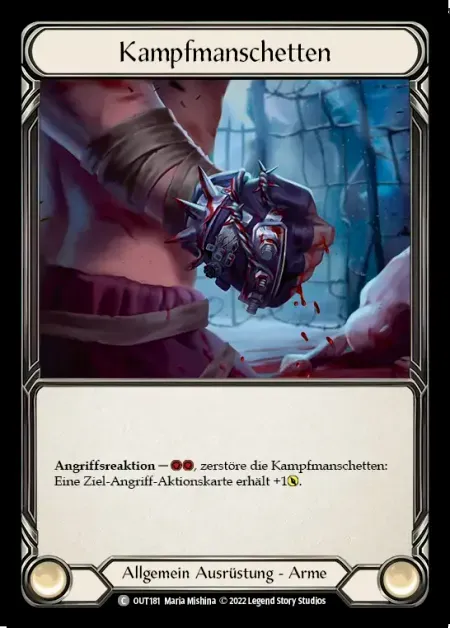 Kampfmanschetten
Angriffsreaktion — , zerstöre die Kampfmanschetten:
Eine Ziel-Angriff-Aktionskarte erhält +1.
Allgemein Ausrüstung - Arme
C OUT181 Maria Mishina © 2022 Legend Story Studios